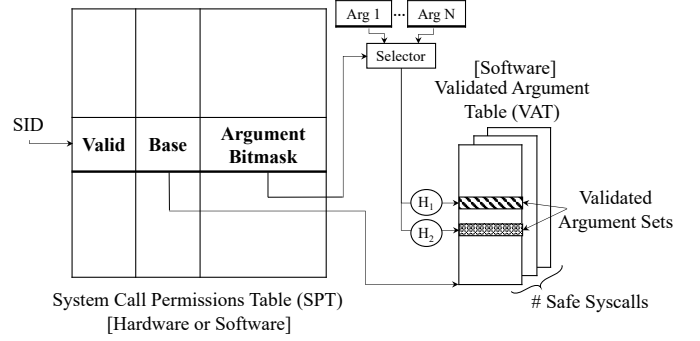 Arg 1 ... Arg N
Selector
[Software]
Validated Argument
Table (VAT)
SID
Valid Base Argument
Bitmask
H1
H2
Validated
Argument Sets
# Safe Syscalls
System Call Permissions Table (SPT)
[Hardware or Software]